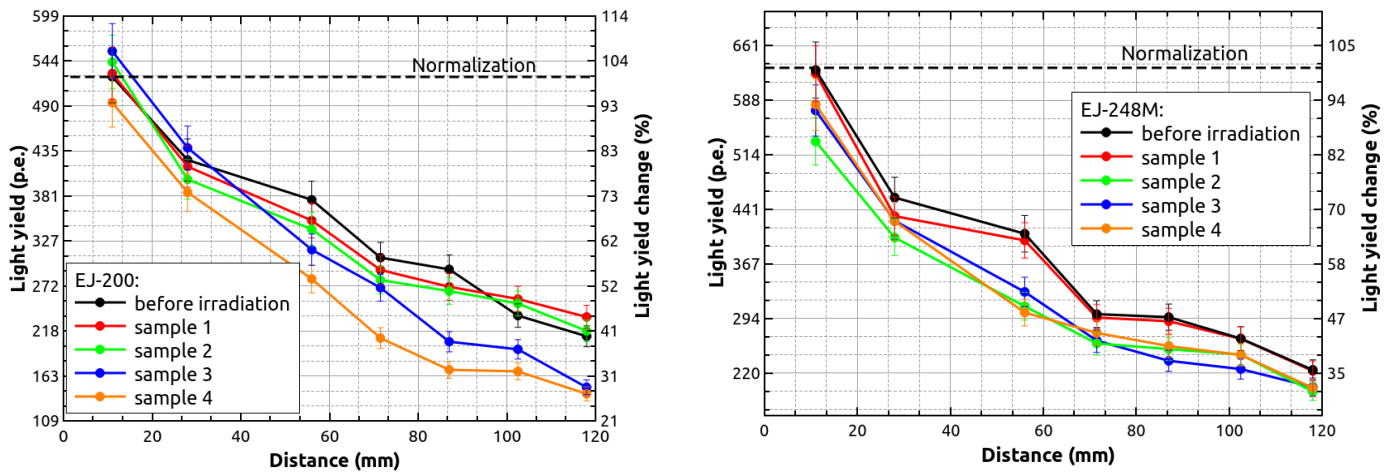 599
544
490
435
381
327
272
218
163
109
Light yield (p.e.)
114
104
93
83
73
62
52
41
31
21
Light yield change (%)
Normalization
EJ-200:
before irradiation
sample 1
sample 2
sample 3
sample 4
0 20 40 60 80 100 120
Distance (mm)
661
588
514
441
367
294
220
Light yield (p.e.)
105
94
82
70
58
47
35
Light yield change (%)
Normalization
EJ-248M:
before irradiation
sample 1
sample 2
sample 3
sample 4
0 20 40 60 80 100 120
Distance (mm)